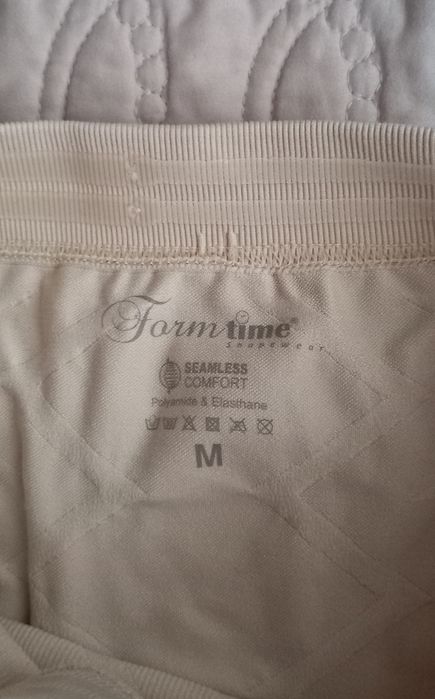 Form time®
Shapewear
SEAMLESS
COMFORT
Polyamide & Elasthane
M